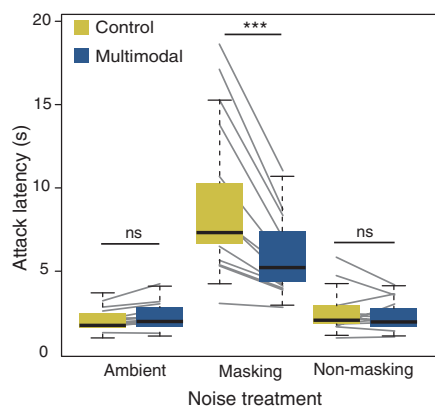 20
15
10
5
0
Attack latency (s)
Control
Multimodal
ns
***
ns
Ambient
Masking
Non-masking
Noise treatment